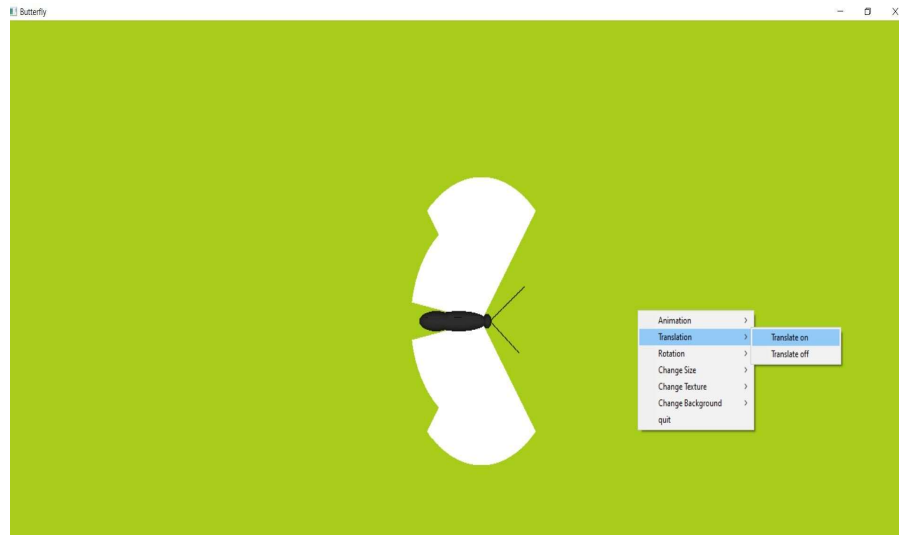 Butterfly
Animation
Translation
Translate on
Rotation
Translate off
Change Size
Change Texture
Change Background
quit